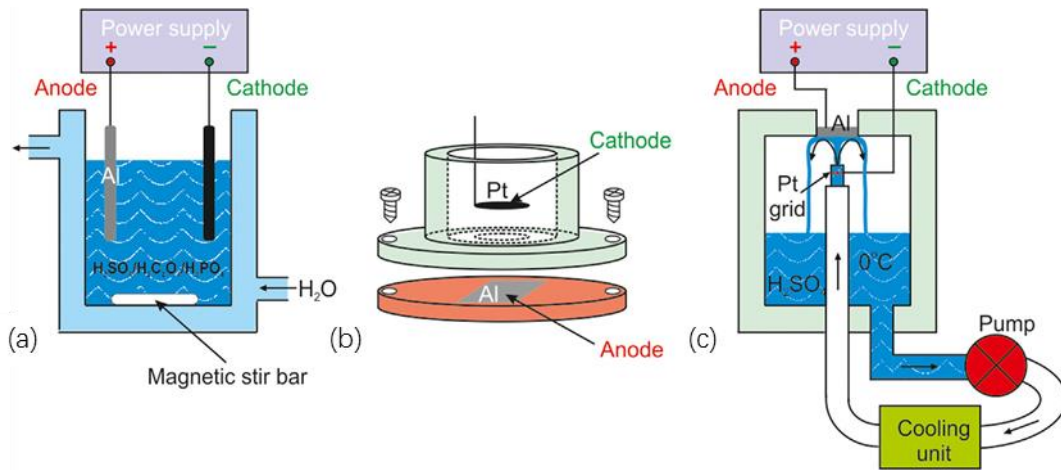 Power supply
+ −
Anode
Cathode
Al
H₂SO₄/H₂C₂O₄/H₃PO₄
H₂O
Magnetic stir bar
(a)
Cathode
Pt
Al
Anode
(b)
Power supply
+ −
Anode
Cathode
Al
Pt
grid
0°C
H₂SO₄
Pump
Cooling
unit
(c)